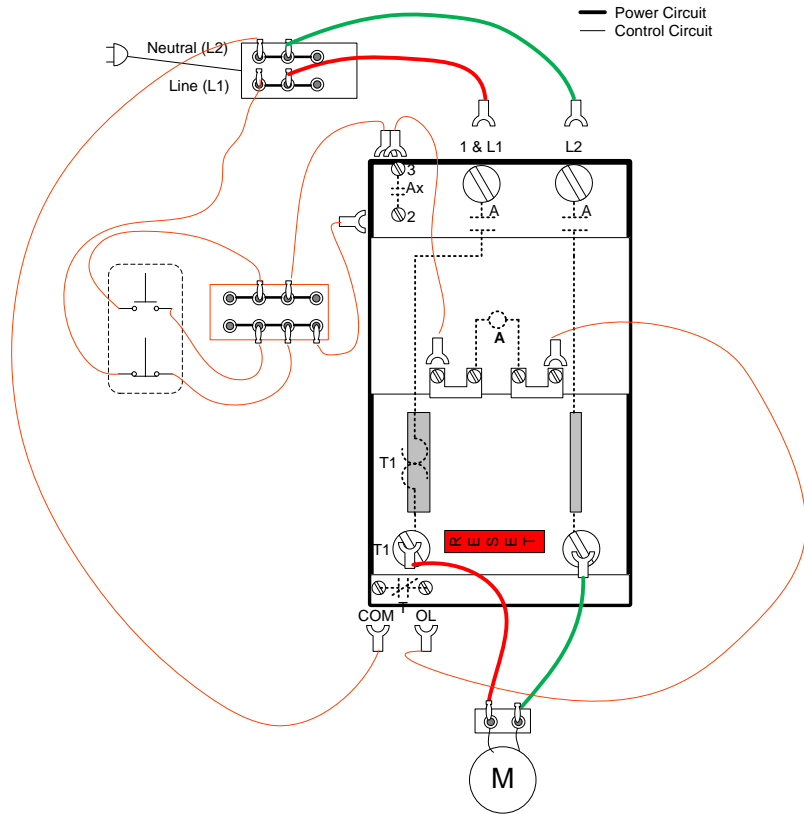 Power Circuit
Control Circuit
Neutral (L2)
Line (L1)
1 & L1
L2
3
Ax
2
A
A
A
T1
T1
RESET
T
COM
OL
M